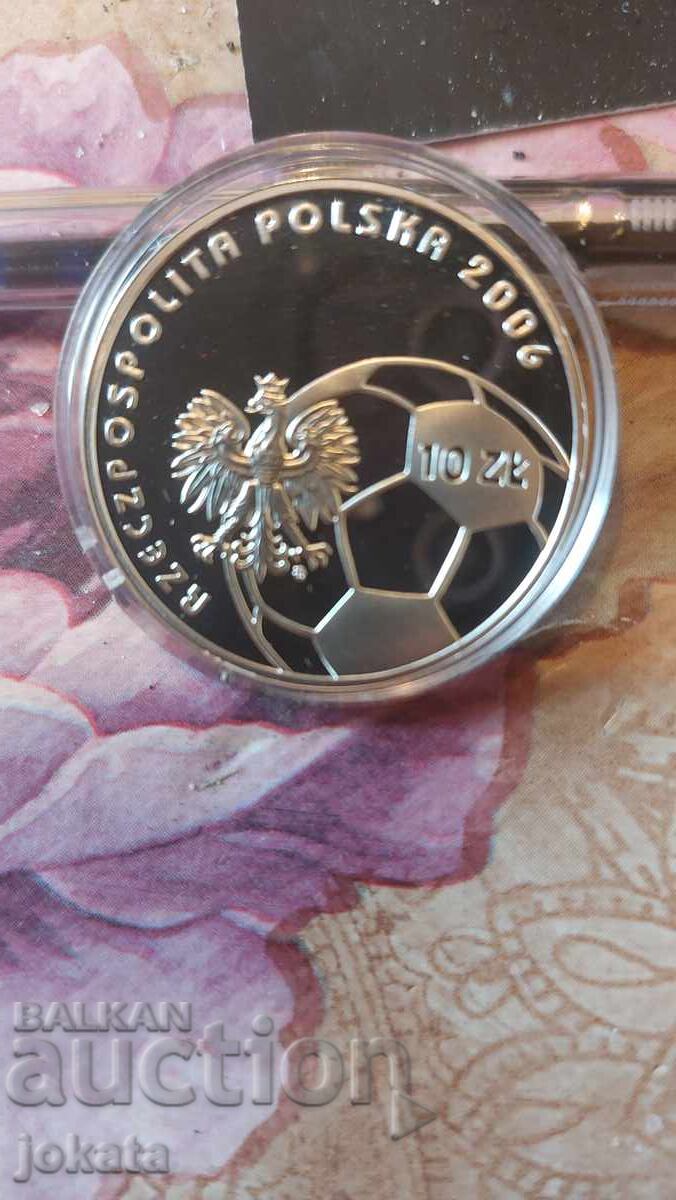 RZECZPOSPOLITA POLSKA 2006
10 ZŁ
BALKAN
auction
jokata